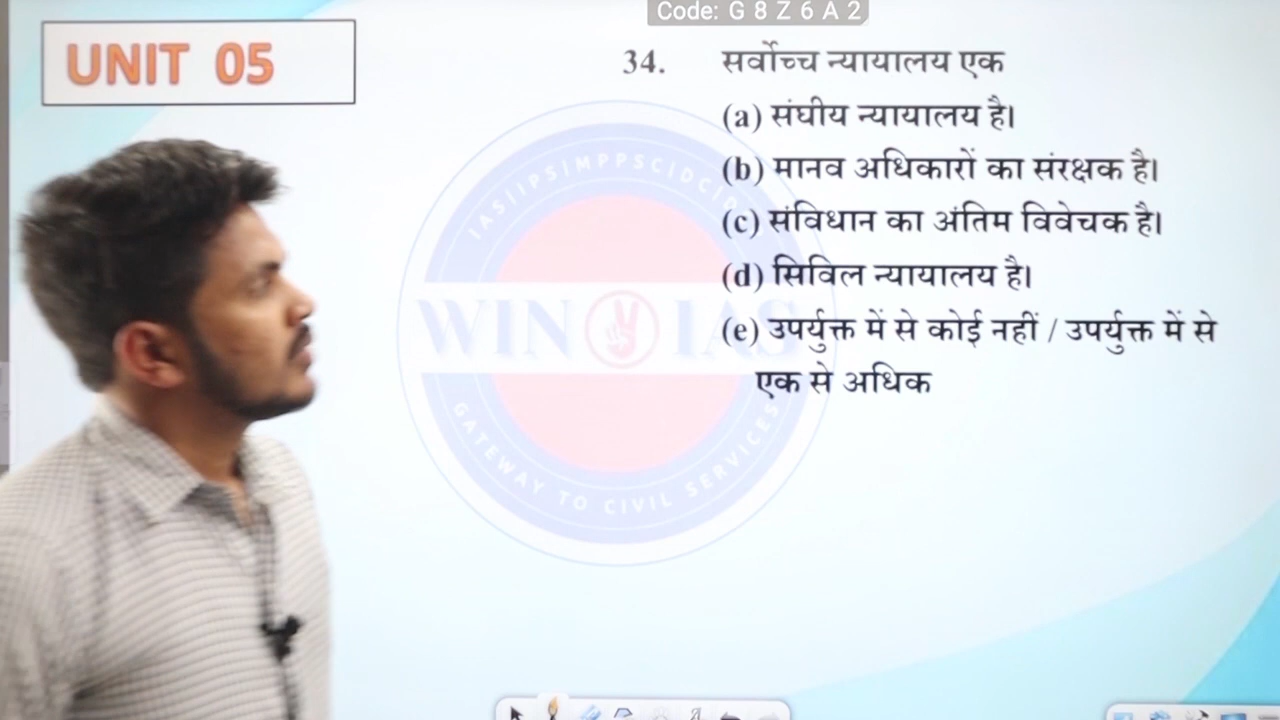 Code: G 8 Z 6 A 2
UNIT 05
34. सर्वोच्च न्यायालय एक
(a) संघीय न्यायालय है।
(b) मानव अधिकारों का संरक्षक है।
(c) संविधान का अंतिम विवेचक है।
(d) सिविल न्यायालय है।
(e) उपर्युक्त में से कोई नहीं / उपर्युक्त में से
एक से अधिक
WIN IAS
GATEWAY TO CIVIL SERVICES